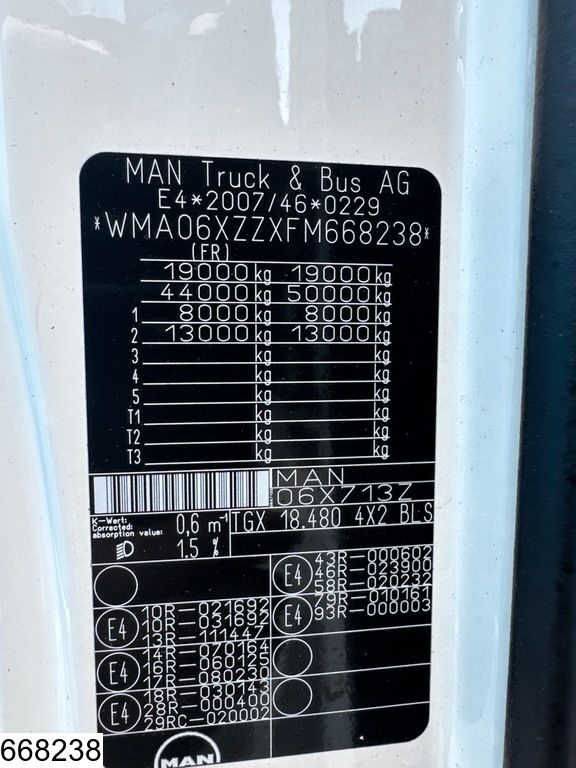 MAN Truck & Bus AG
E4*2007/46*0229
*WMA06XZZXFM668238*
(FR)
19000 kg 19000 kg
44000 kg 50000 kg
1 8000 kg 8000 kg
2 13000 kg 13000 kg
3 kg kg
4 kg kg
5 kg kg
T1 kg kg
T2 kg kg
T3 kg kg
MAN
06X713Z
K-Wert:
Corrected
absorption value: 0,6 m-1
1.5 %
TGX 18.480 4X2 BLS
E4
43R-000602
46R-023900
58R-020232
E4
10R-021692
10R-031692
13R-111447
E4
93R-000003
E4
14R-070164
16R-060125
17R-080230
E4
18R-030143
28R-000400
29RC-020002
MAN
668238